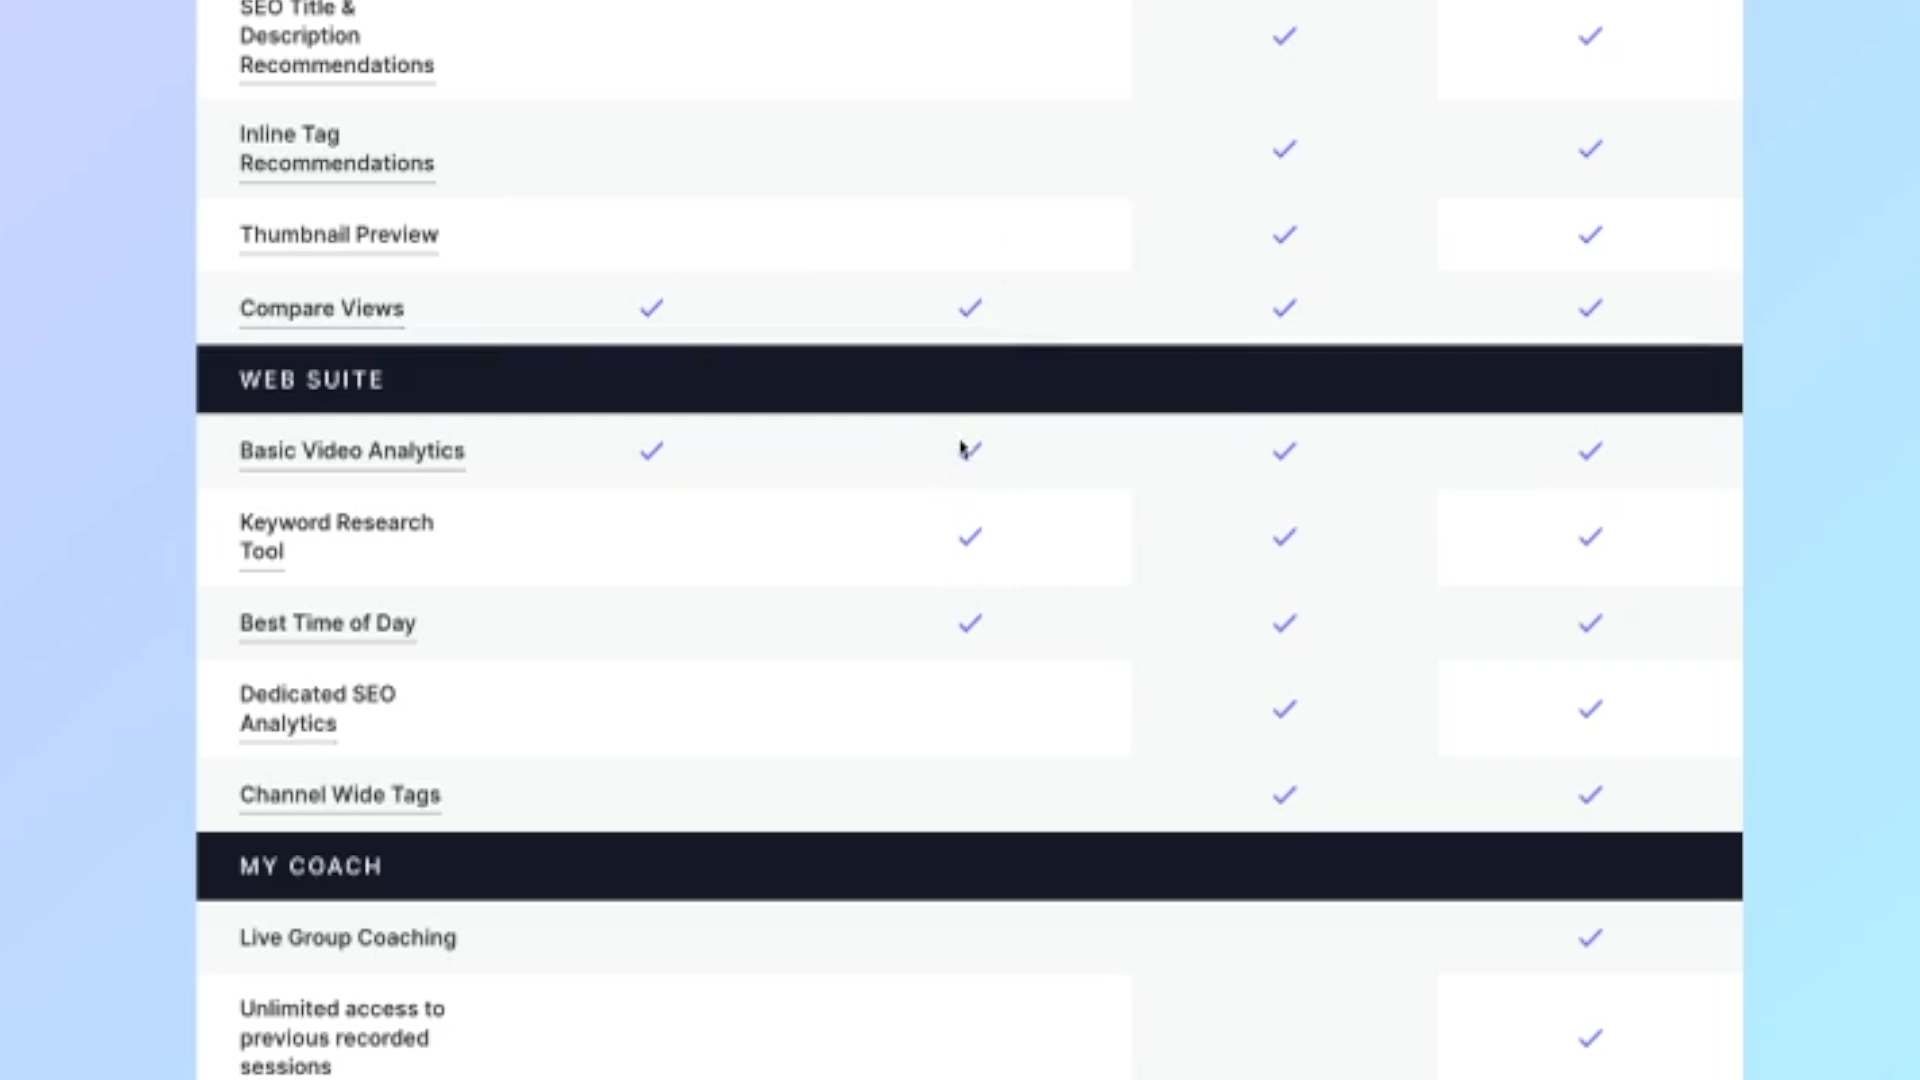 SEO Title &
Description
Recommendations
Inline Tag
Recommendations
Thumbnail Preview
Compare Views
WEB SUITE
Basic Video Analytics
Keyword Research
Tool
Best Time of Day
Dedicated SEO
Analytics
Channel Wide Tags
MY COACH
Live Group Coaching
Unlimited access to
previous recorded
sessions